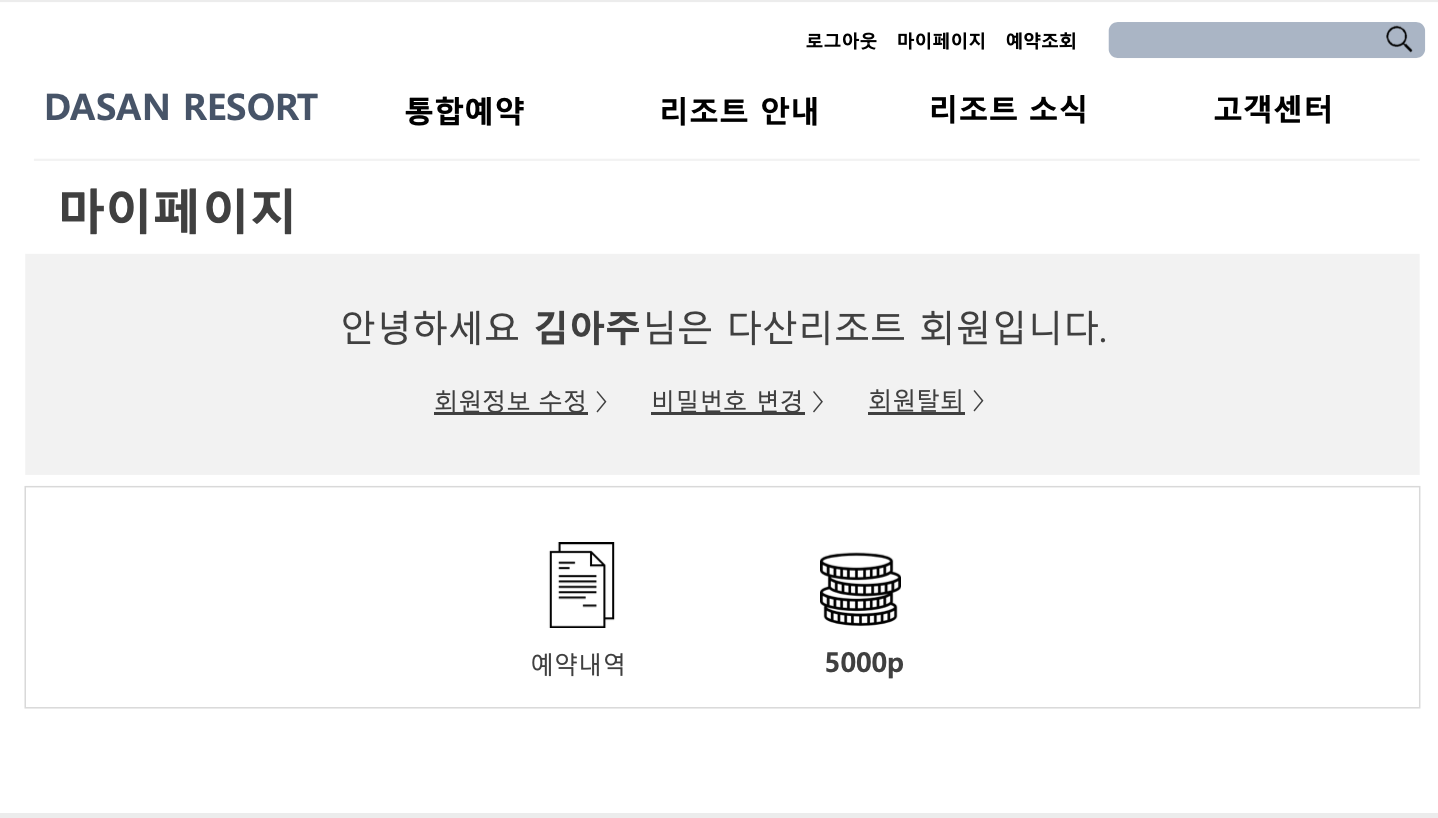 로그아웃 마이페이지 예약조회
DASAN RESORT 통합예약 리조트 안내 리조트 소식 고객센터
마이페이지
안녕하세요 김아주님은 다산리조트 회원입니다.
회원정보 수정 〉 비밀번호 변경 〉 회원탈퇴 〉
예약내역 5000p